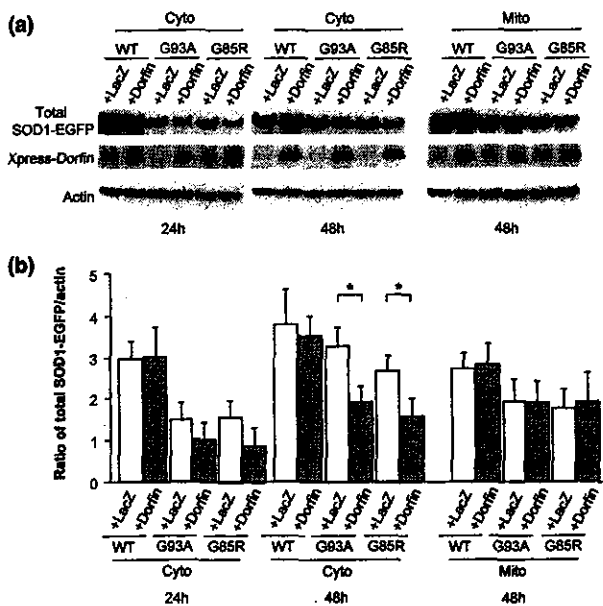 (a)
Cyto Cyto Mito
WT G93A G85R WT G93A G85R WT G93A G85R
+LacZ +Dorfin +LacZ +Dorfin +LacZ +Dorfin +LacZ +Dorfin +LacZ +Dorfin +LacZ +Dorfin +LacZ +Dorfin +LacZ +Dorfin +LacZ +Dorfin
Total
SOD1-EGFP
Xpress-Dorfin
Actin
24h 48h 48h
(b)
Ratio of total SOD1-EGFP/actin
5
4
3
2
1
0
* *
+LacZ +Dorfin +LacZ +Dorfin +LacZ +Dorfin +LacZ +Dorfin +LacZ +Dorfin +LacZ +Dorfin +LacZ +Dorfin +LacZ +Dorfin +LacZ +Dorfin
WT G93A G85R WT G93A G85R WT G93A G85R
Cyto Cyto Mito
24h 48h 48h